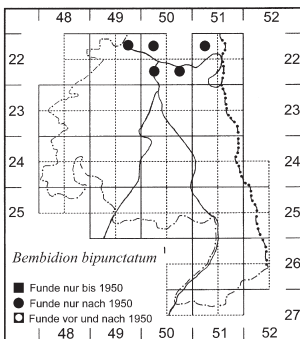 48 49 50 51 52
22 22
23 23
24 24
25 25
Bembidion bipunctatum
26
Funde nur bis 1950
Funde nur nach 1950
Funde vor und nach 1950
27
48 49 50 51 52